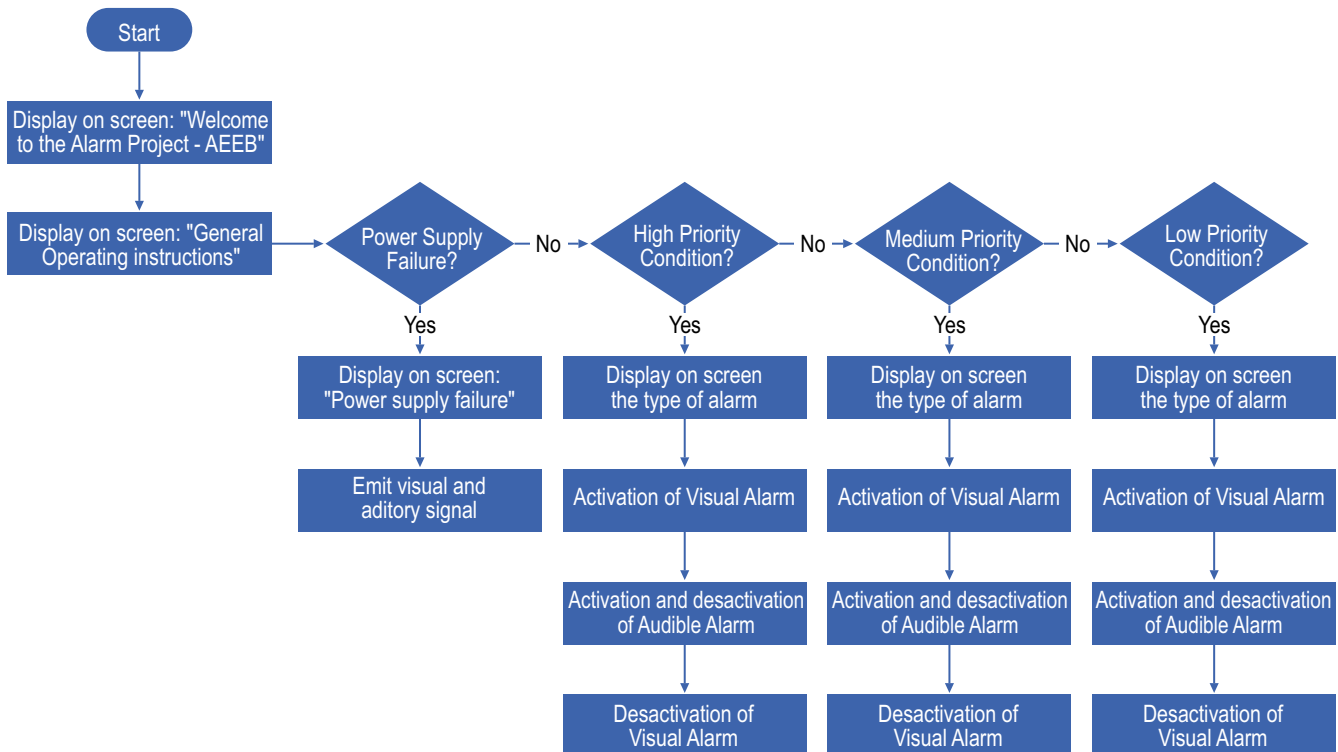 Start
Display on screen: "Welcome
to the Alarm Project - AEEB"
Display on screen: "General
Operating instructions"
Power Supply
Failure?
No
High Priority
Condition?
No
Medium Priority
Condition?
No
Low Priority
Condition?
Yes
Yes
Yes
Yes
Display on screen:
"Power supply failure"
Emit visual and
aditory signal
Display on screen
the type of alarm
Activation of Visual Alarm
Activation and desactivation
of Audible Alarm
Desactivation of
Visual Alarm
Display on screen
the type of alarm
Activation of Visual Alarm
Activation and desactivation
of Audible Alarm
Desactivation of
Visual Alarm
Display on screen
the type of alarm
Activation of Visual Alarm
Activation and desactivation
of Audible Alarm
Desactivation of
Visual Alarm